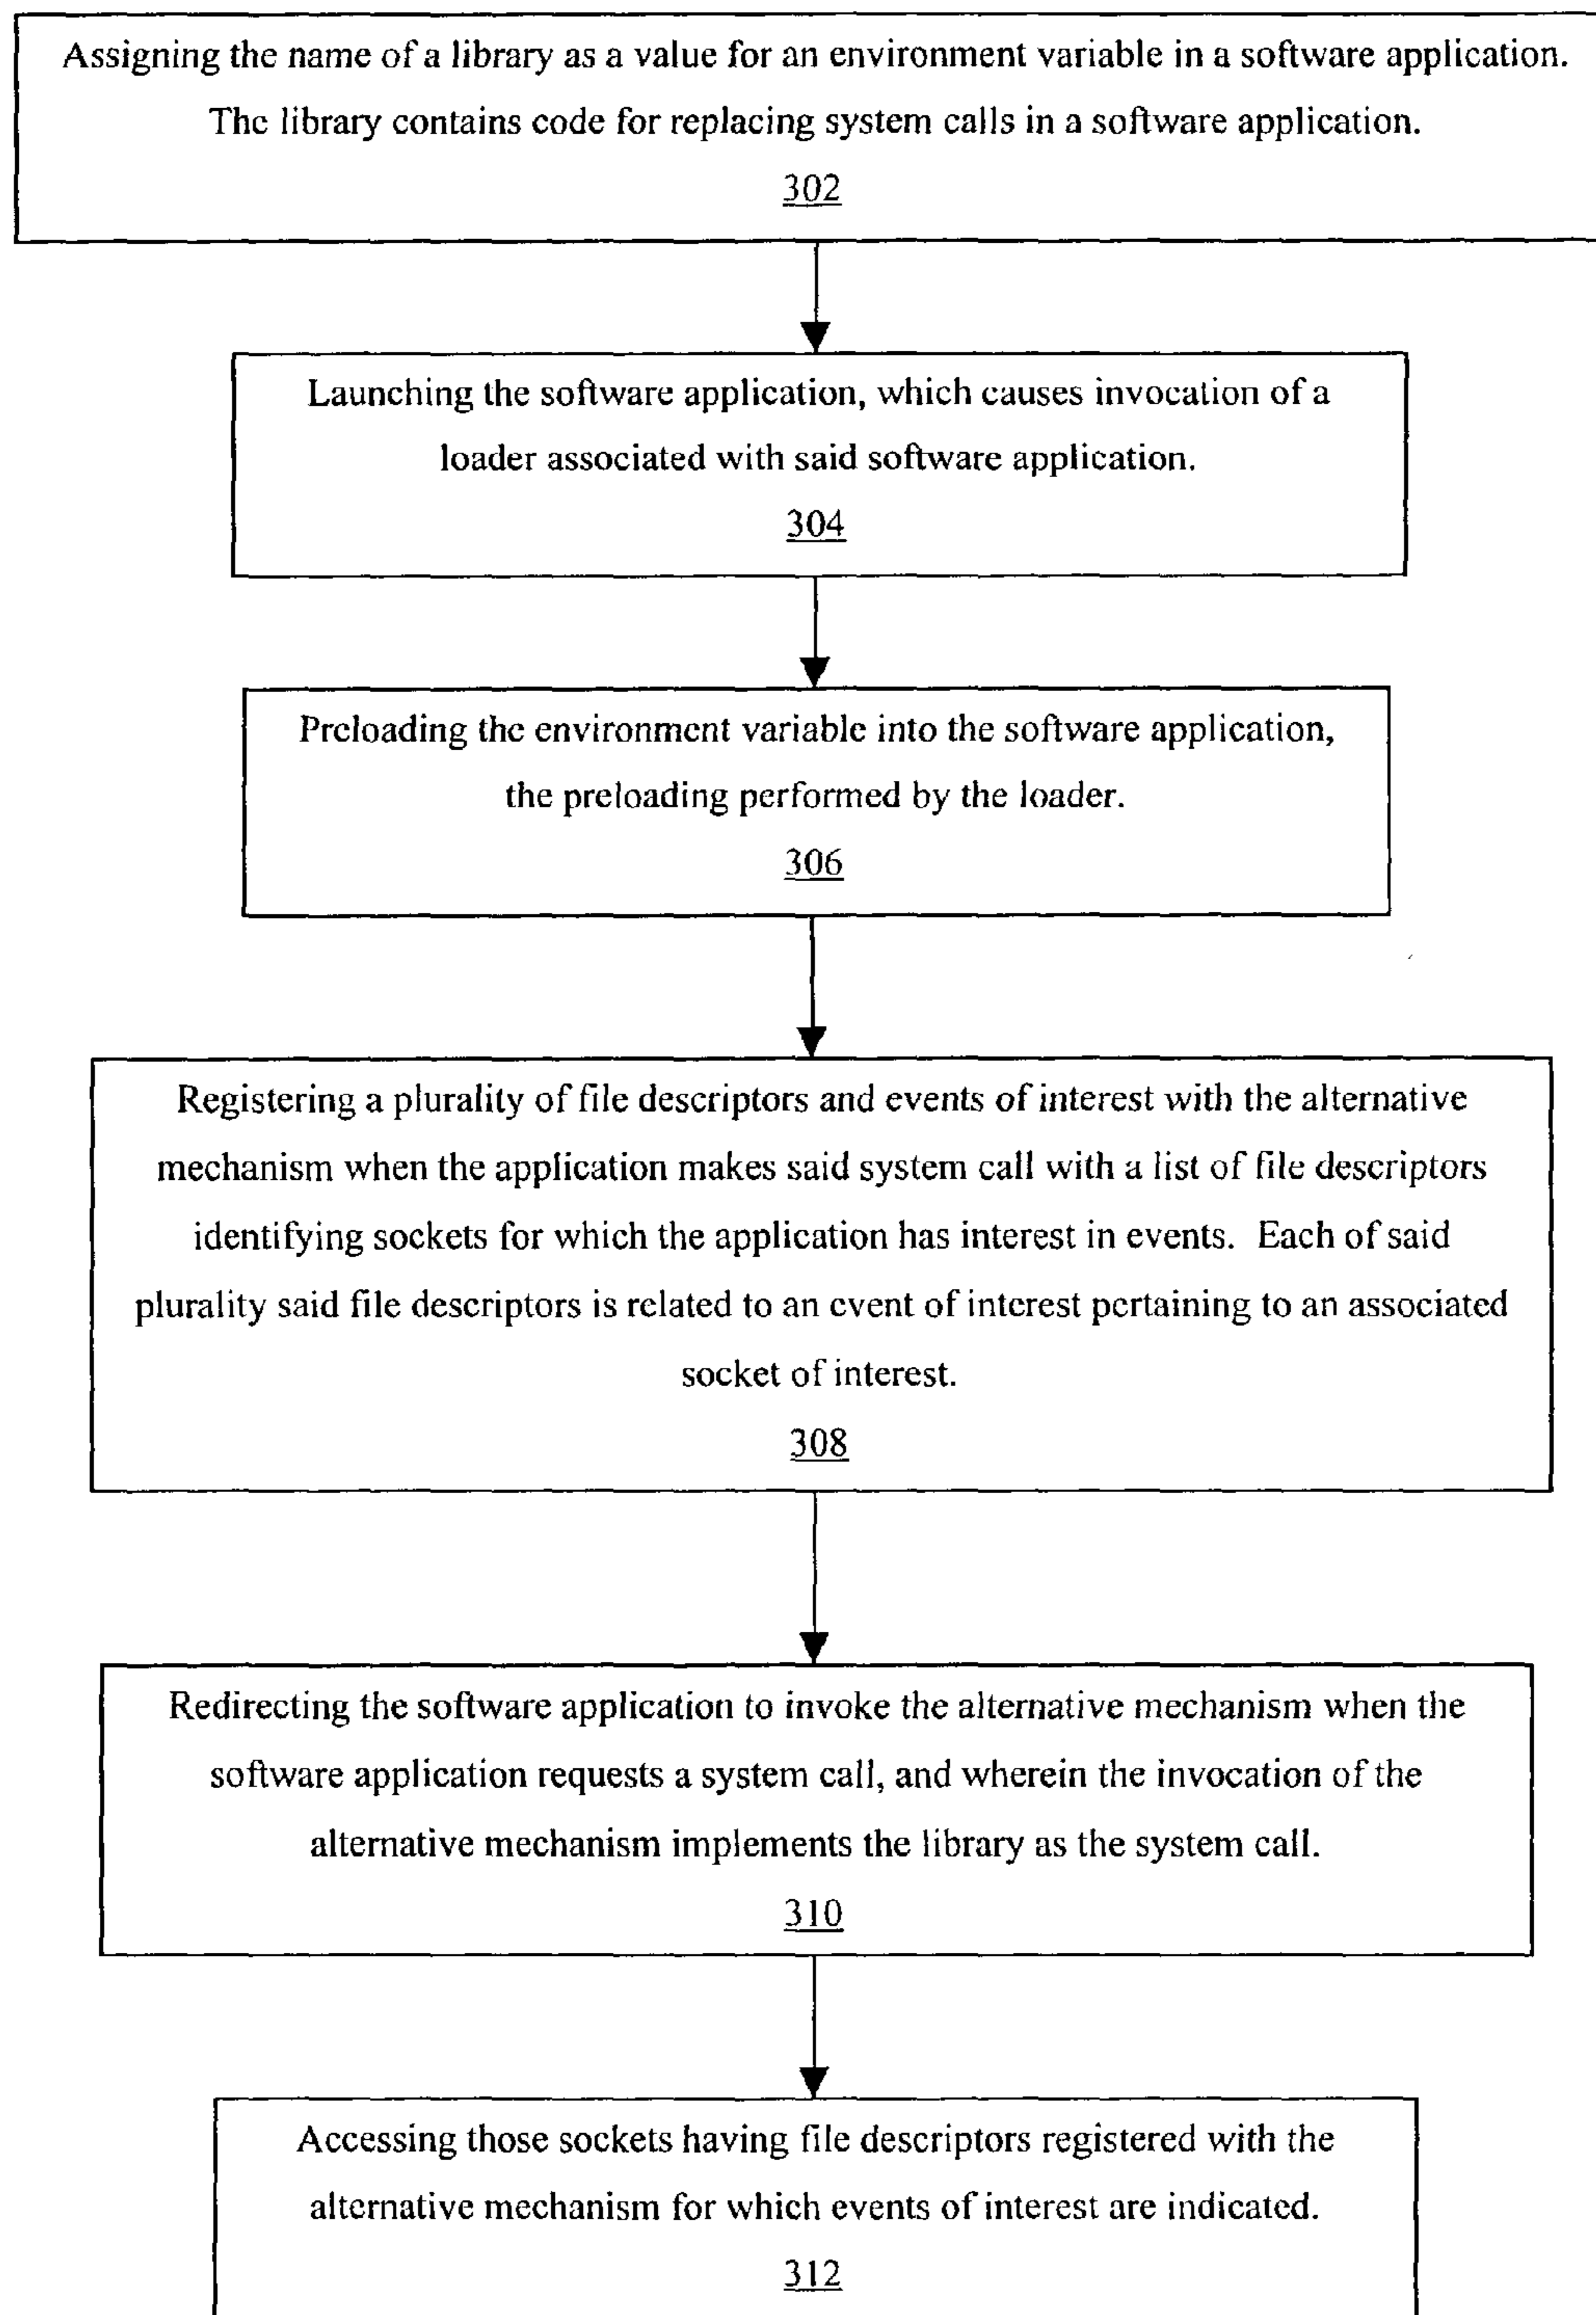 Assigning the name of a library as a value for an environment variable in a software application.
The library contains code for replacing system calls in a software application.
302
Launching the software application, which causes invocation of a
loader associated with said software application.
304
Preloading the environment variable into the software application,
the preloading performed by the loader.
306
Registering a plurality of file descriptors and events of interest with the alternative
mechanism when the application makes said system call with a list of file descriptors
identifying sockets for which the application has interest in events. Each of said
plurality said file descriptors is related to an event of interest pertaining to an associated
socket of interest.
308
Redirecting the software application to invoke the alternative mechanism when the
software application requests a system call, and wherein the invocation of the
alternative mechanism implements the library as the system call.
310
Accessing those sockets having file descriptors registered with the
alternative mechanism for which events of interest are indicated.
312